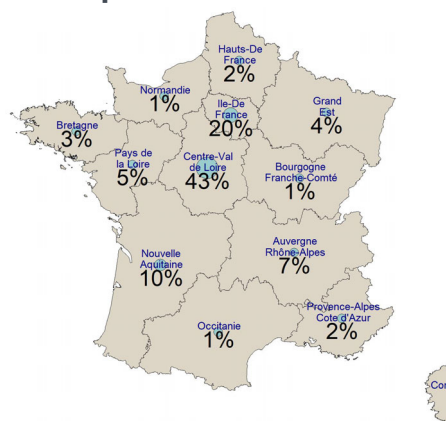 Hauts-De
France
2%
Normandie
1%
Ile-De
France
20%
Grand
Est
4%
Bretagne
3%
Pays de
la Loire
5%
Centre-Val
de Loire
43%
Bourgogne
Franche-Comté
1%
Nouvelle
Aquitaine
10%
Auvergne
Rhône-Alpes
7%
Provence-Alpes
Cote d'Azur
2%
Occitanie
1%